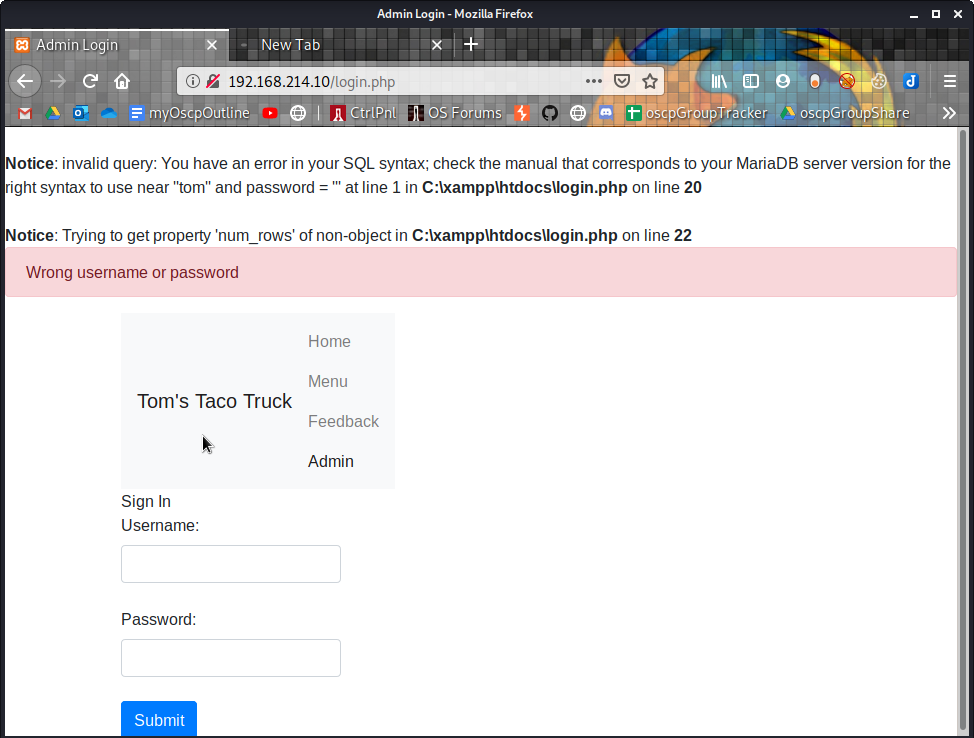 Admin Login - Mozilla Firefox
Admin Login
New Tab
192.168.214.10/login.php
myOscpOutline
CtrlPnl
OS Forums
oscpGroupTracker
oscpGroupShare
Notice: invalid query: You have an error in your SQL syntax; check the manual that corresponds to your MariaDB server version for the
right syntax to use near "tom" and password = '"' at line 1 in C:\xampp\htdocs\login.php on line 20
Notice: Trying to get property 'num_rows' of non-object in C:\xampp\htdocs\login.php on line 22
Wrong username or password
Home
Menu
Tom's Taco Truck
Feedback
Admin
Sign In
Username:
Password:
Submit